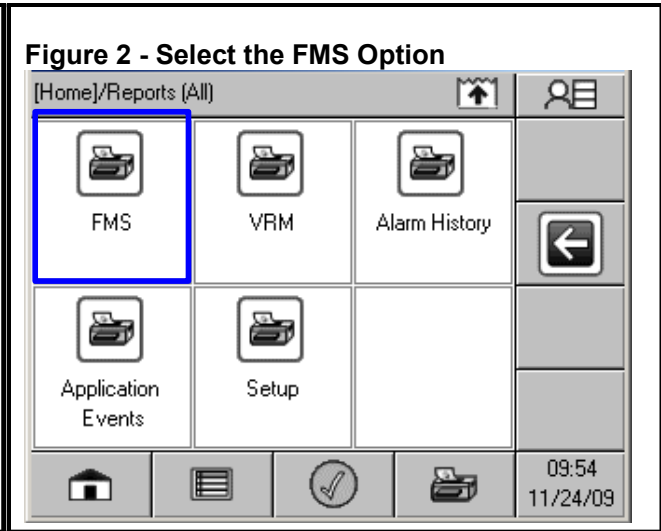 Figure 2 - Select the FMS Option
[Home]/Reports (All)
FMS
VRM
Alarm History
Application
Events
Setup
09:54
11/24/09